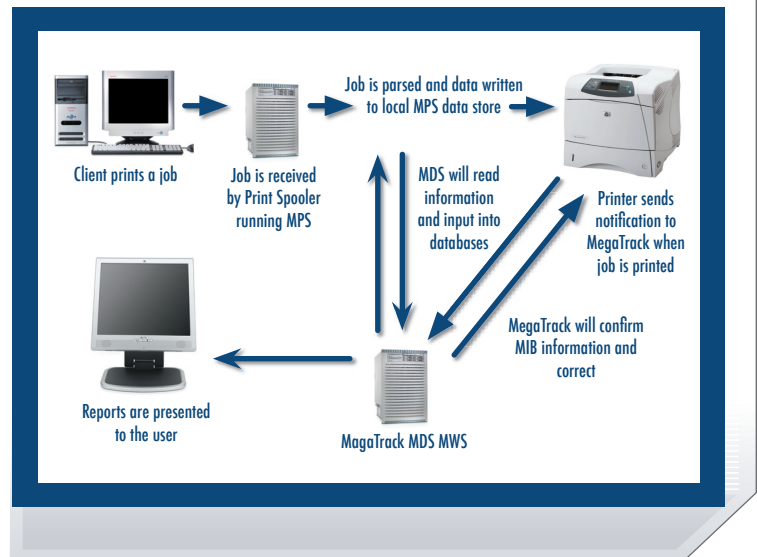 Job is parsed and data written
to local MPS data store
Client prints a job
Job is received
by Print Spooler
running MPS
MDS will read
information
and input into
databases
Printer sends
notification to
MegaTrack when
job is printed
MegaTrack will confirm
MIB information and
correct
Reports are presented
to the user
MagaTrack MDS MWS